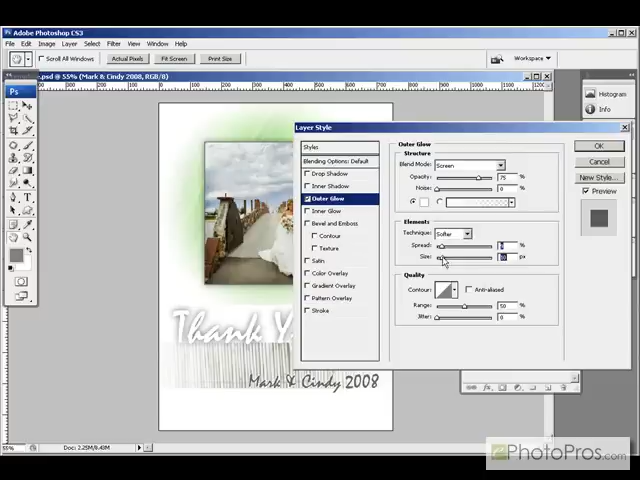 Adobe Photoshop CS3
File Edit Image Layer Select Filter View Window Help
Scroll All Windows Actual Pixels Fit Screen Print Size Workspace
.psd @ 55% (Mark & Cindy 2008, RGB/8)
Ps
Histogram
Info
Layer Style
Styles
Blending Options: Default
Drop Shadow
Inner Shadow
Outer Glow
Inner Glow
Bevel and Emboss
Contour
Texture
Satin
Color Overlay
Gradient Overlay
Pattern Overlay
Stroke
Outer Glow
Structure
Blend Mode: Screen
Opacity: 75 %
Noise: 0 %
Elements
Technique: Softer
Spread: %
Size: px
Quality
Contour: Anti-aliased
Range: 50 %
Jitter: 0 %
OK
Cancel
New Style...
Preview
Thank Y
Mark & Cindy 2008
55% Doc: 2.25M/8.43M
PhotoPros.com